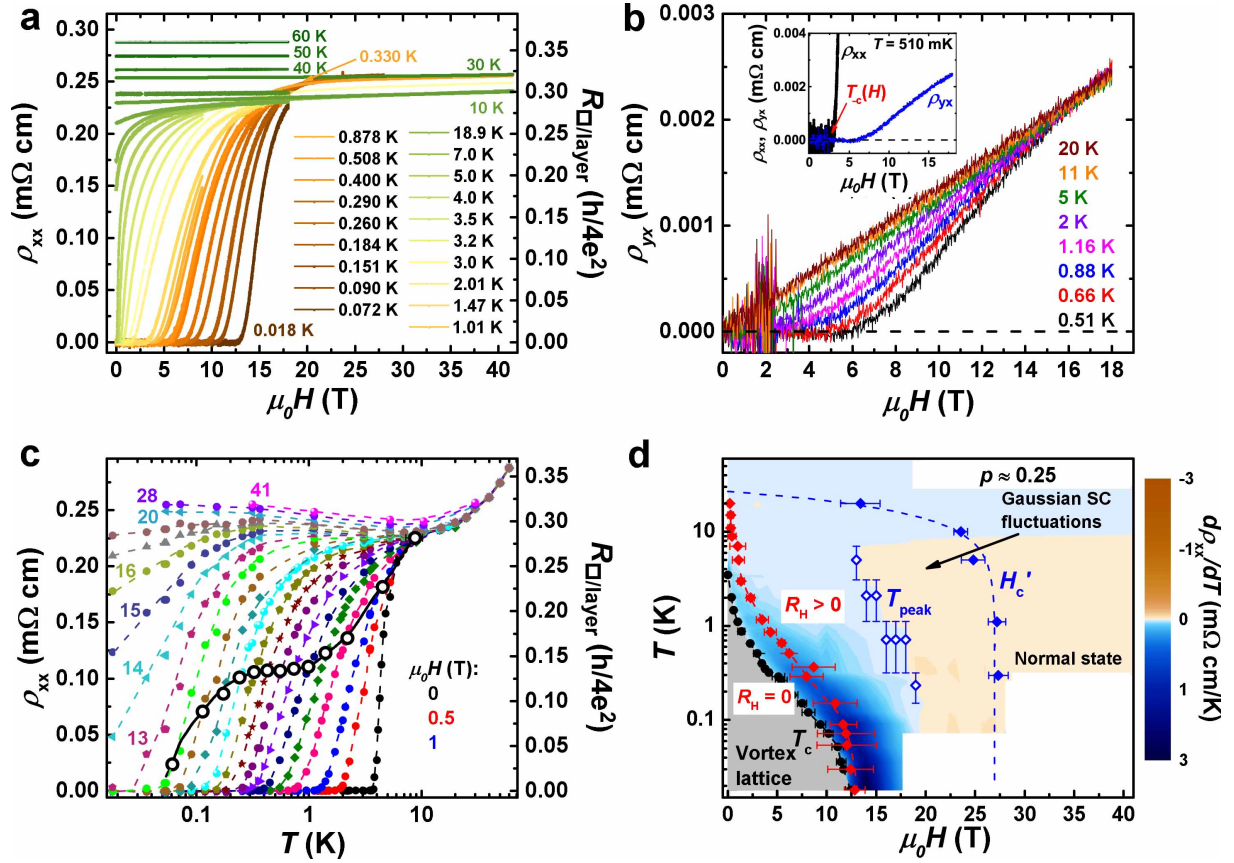 a
ρxx (mΩ cm)
0.30
0.25
0.20
0.15
0.10
0.05
0.00
60 K
50 K
40 K
0.330 K
30 K
10 K
0.878 K
0.508 K
0.400 K
0.290 K
0.260 K
0.184 K
0.151 K
0.090 K
0.072 K
0.018 K
18.9 K
7.0 K
5.0 K
4.0 K
3.5 K
3.2 K
3.0 K
2.01 K
1.47 K
1.01 K
0.35
0.30
0.25
0.20
0.15
0.10
0.05
0.00
R□/layer (h/4e²)
0 5 10 15 20 25 30 35 40
μ₀H (T)
b
ρyx (mΩ cm)
0.002
0.001
0.000
0.004
0.002
0.000
ρxx, ρyx (mΩ cm)
ρxx
T = 510 mK
Tc(H)
ρyx
0 5 10 15
μ₀H (T)
20 K
11 K
5 K
2 K
1.16 K
0.88 K
0.66 K
0.51 K
0 2 4 6 8 10 12 14 16 18
μ₀H (T)
c
ρxx (mΩ cm)
0.25
0.20
0.15
0.10
0.05
0.00
28
20
41
16
15
14
13
μ₀H (T):
0
0.5
1
0.35
0.30
0.25
0.20
0.15
0.10
0.05
0.00
R□/layer (h/4e²)
0.1 1 10
T (K)
d
T (K)
10
1
0.1
p ≈ 0.25
Gaussian SC
fluctuations
Hc'
Tpeak
RH > 0
Normal state
RH = 0
Tc
Vortex
lattice
0 5 10 15 20 25 30 35 40
μ₀H (T)
-3
-2
-1
0
1
2
3
dρxx/dT (mΩ cm/K)